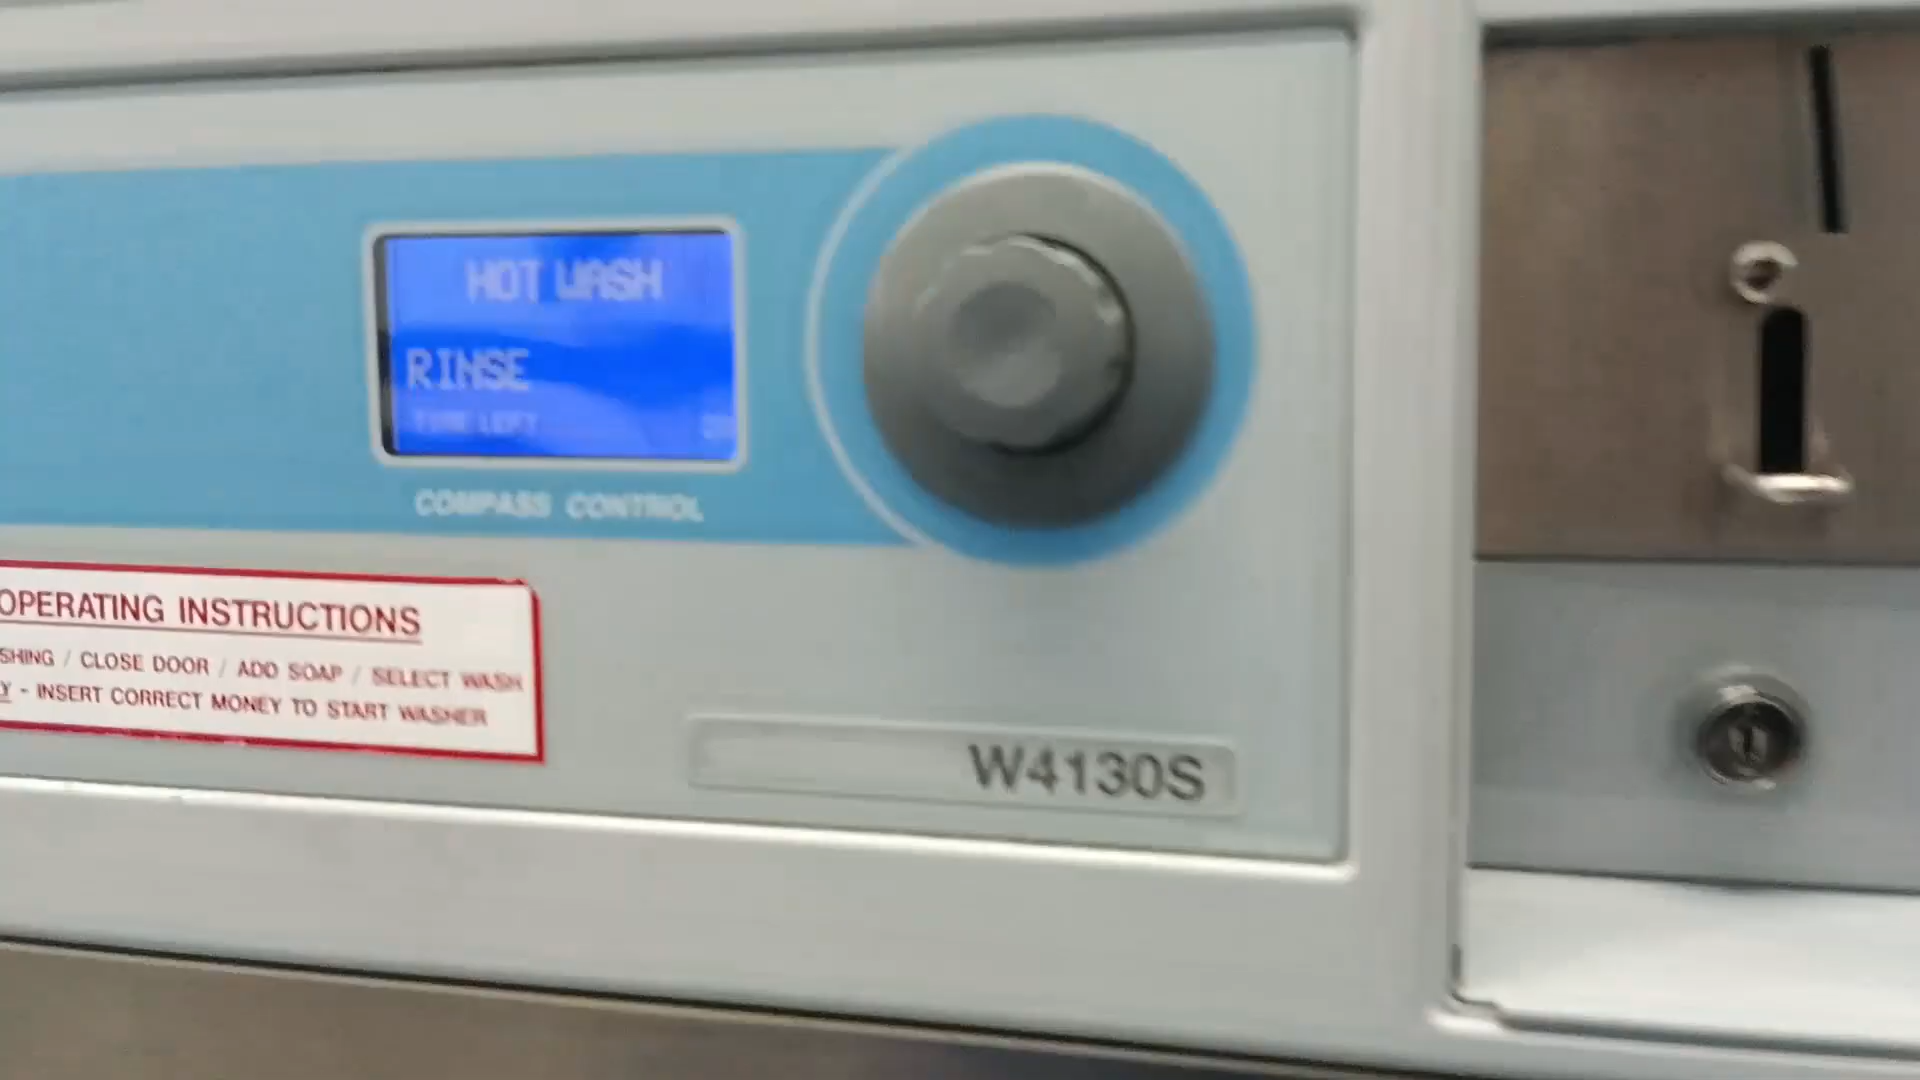 HOT WASH
RINSE
TIME LEFT
COMPASS CONTROL
OPERATING INSTRUCTIONS
/ CLOSE DOOR / ADD SOAP / SELECT WASH
- INSERT CORRECT MONEY TO START WASHER
W4130S